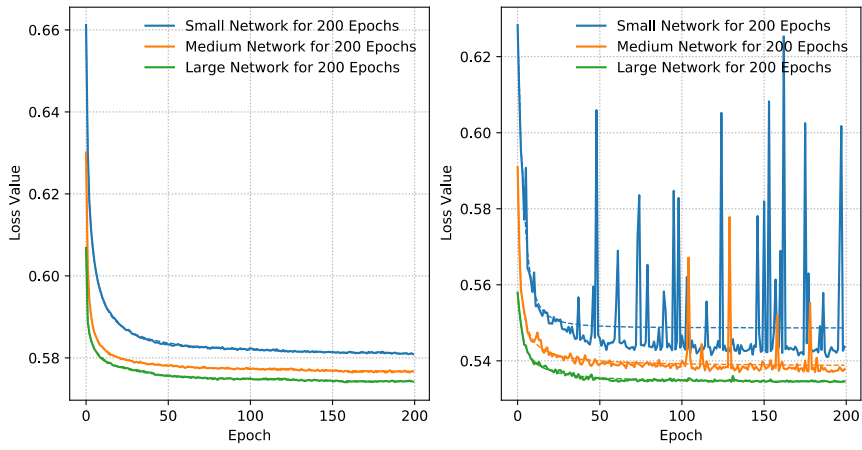 Small Network for 200 Epochs
Medium Network for 200 Epochs
Large Network for 200 Epochs
0.66
0.64
0.62
0.60
0.58
Loss Value
0 50 100 150 200
Epoch
Small Network for 200 Epochs
Medium Network for 200 Epochs
Large Network for 200 Epochs
0.62
0.60
0.58
0.56
0.54
Loss Value
0 50 100 150 200
Epoch